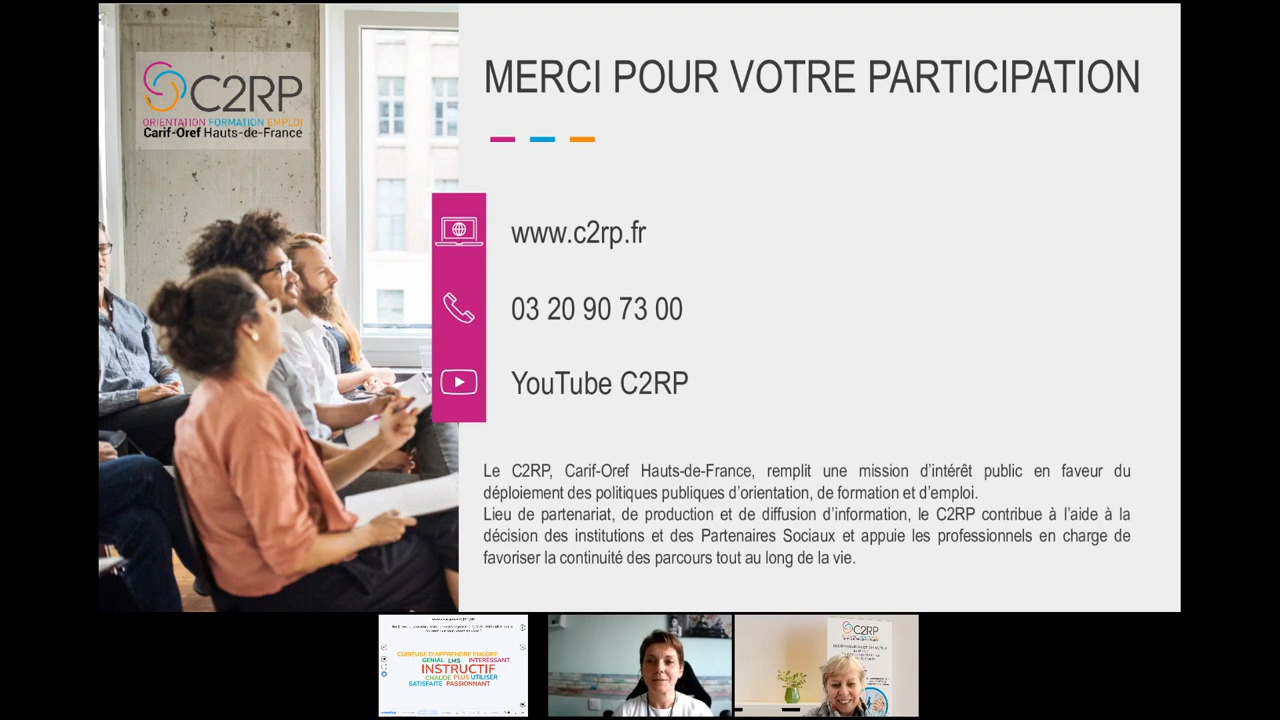 C2RP
ORIENTATION FORMATION EMPLOI
Carif-Oref Hauts-de-France
MERCI POUR VOTRE PARTICIPATION
www.c2rp.fr
03 20 90 73 00
YouTube C2RP
Le C2RP, Carif-Oref Hauts-de-France, remplit une mission d'intérêt public en faveur du
déploiement des politiques publiques d'orientation, de formation et d'emploi.
Lieu de partenariat, de production et de diffusion d'information, le C2RP contribue à l'aide à la
décision des institutions et des Partenaires Sociaux et appuie les professionnels en charge de
favoriser la continuité des parcours tout au long de la vie.
CURIEUSE D'APPRENDRE ENCORE
GENIAL LMS INTERESSANT
INSTRUCTIF
CHAUDE PLUS UTILISER
SATISFAITE PASSIONNANT
C2RP